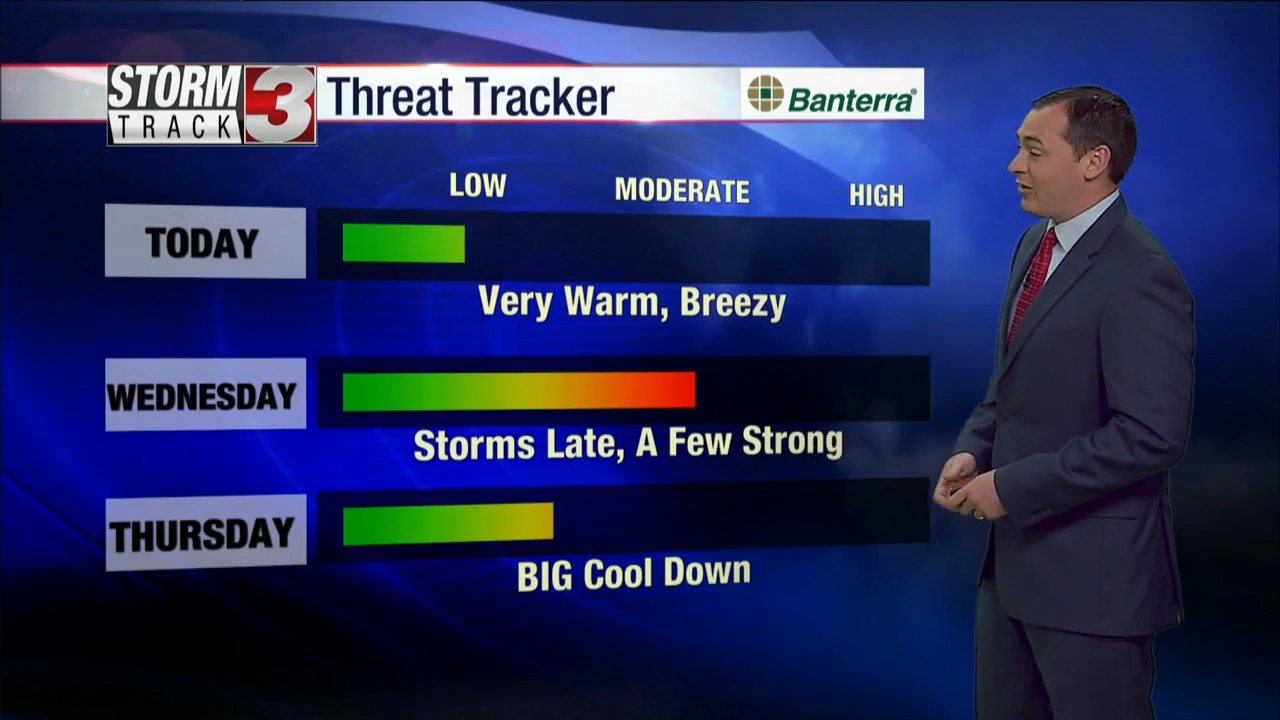 STORM
TRACK
3
Threat Tracker
Banterra®
LOW MODERATE HIGH
TODAY
Very Warm, Breezy
WEDNESDAY
Storms Late, A Few Strong
THURSDAY
BIG Cool Down